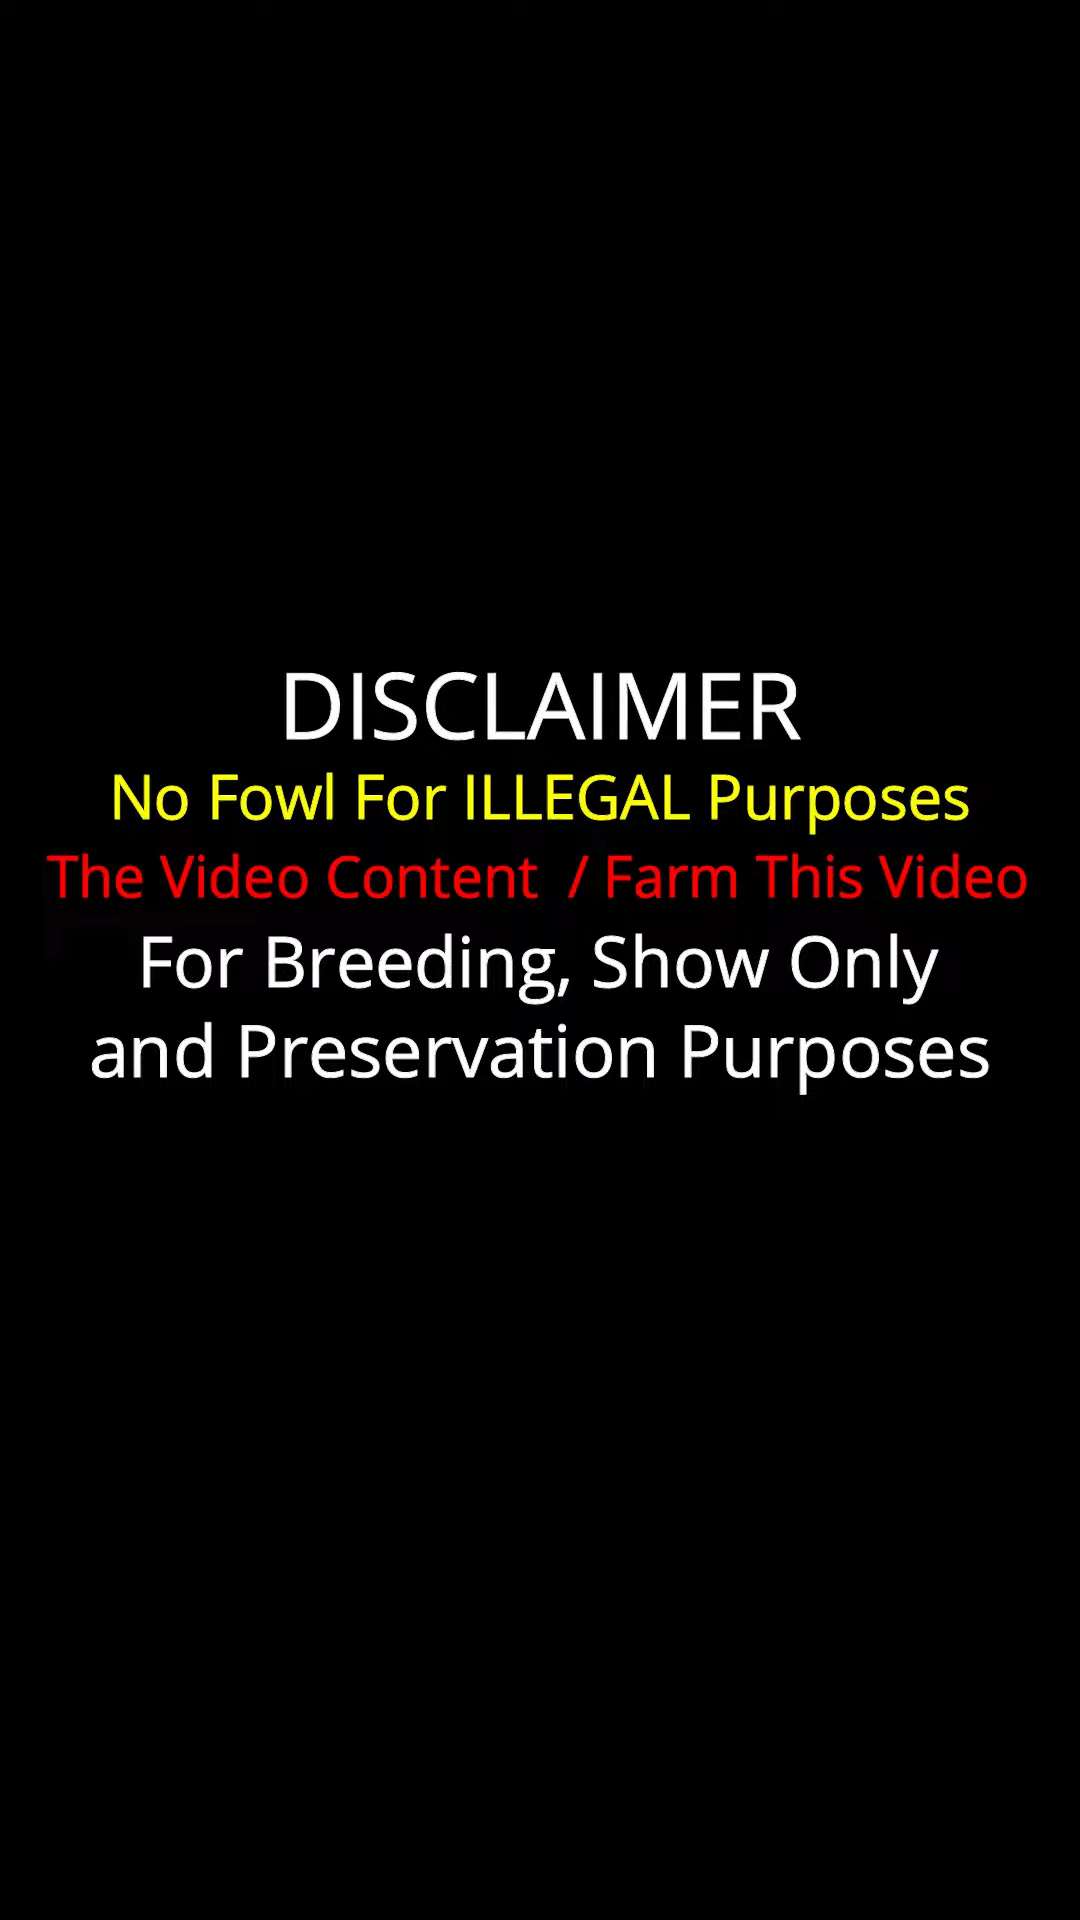 DISCLAIMER
No Fowl For ILLEGAL Purposes
The Video Content / Farm This Video
For Breeding, Show Only
and Preservation Purposes